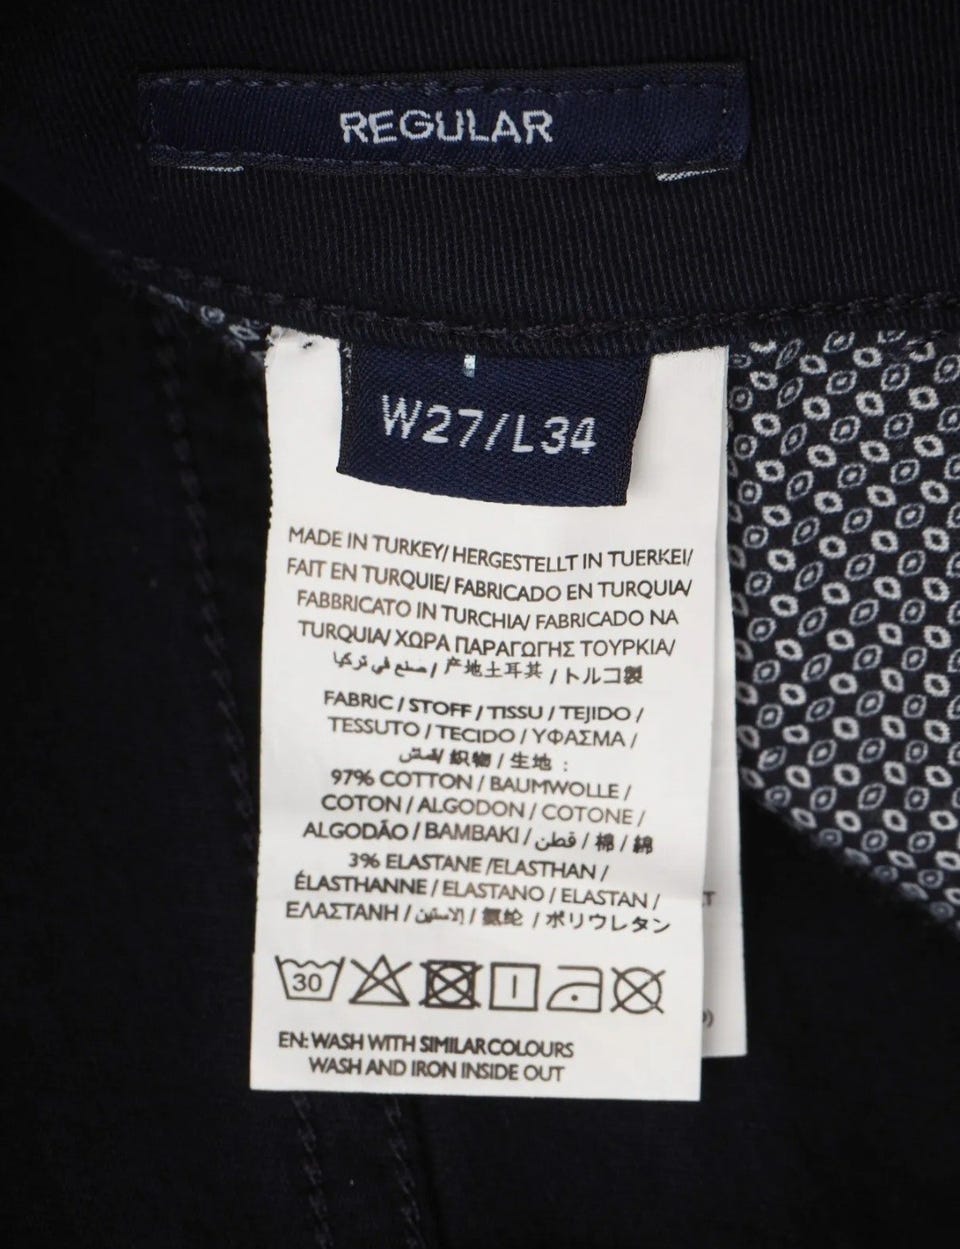 REGULAR
W27/L34
MADE IN TURKEY/ HERGESTELLT IN TUERKEI/
FAIT EN TURQUIE/ FABRICADO EN TURQUIA/
FABBRICATO IN TURCHIA/ FABRICADO NA
TURQUIA/ ΧΩΡΑ ΠΑΡΑΓΩΓΗΣ ΤΟΥΡΚΙΑ/
صنع في تركيا / 产地土耳其 / トルコ製
FABRIC / STOFF / TISSU / TEJIDO /
TESSUTO / TECIDO / ΥΦΑΣΜΑ /
قماش / 织物 / 生地 :
97% COTTON / BAUMWOLLE /
COTON / ALGODON / COTONE /
ALGODÃO / BAMBAKI / قطن / 棉 / 綿
3% ELASTANE /ELASTHAN /
ÉLASTHANNE / ELASTANO / ELASTAN /
ΕΛΑΣΤΑΝΗ / إلاستين / 氨纶 / ポリウレタン
30
EN: WASH WITH SIMILAR COLOURS
WASH AND IRON INSIDE OUT